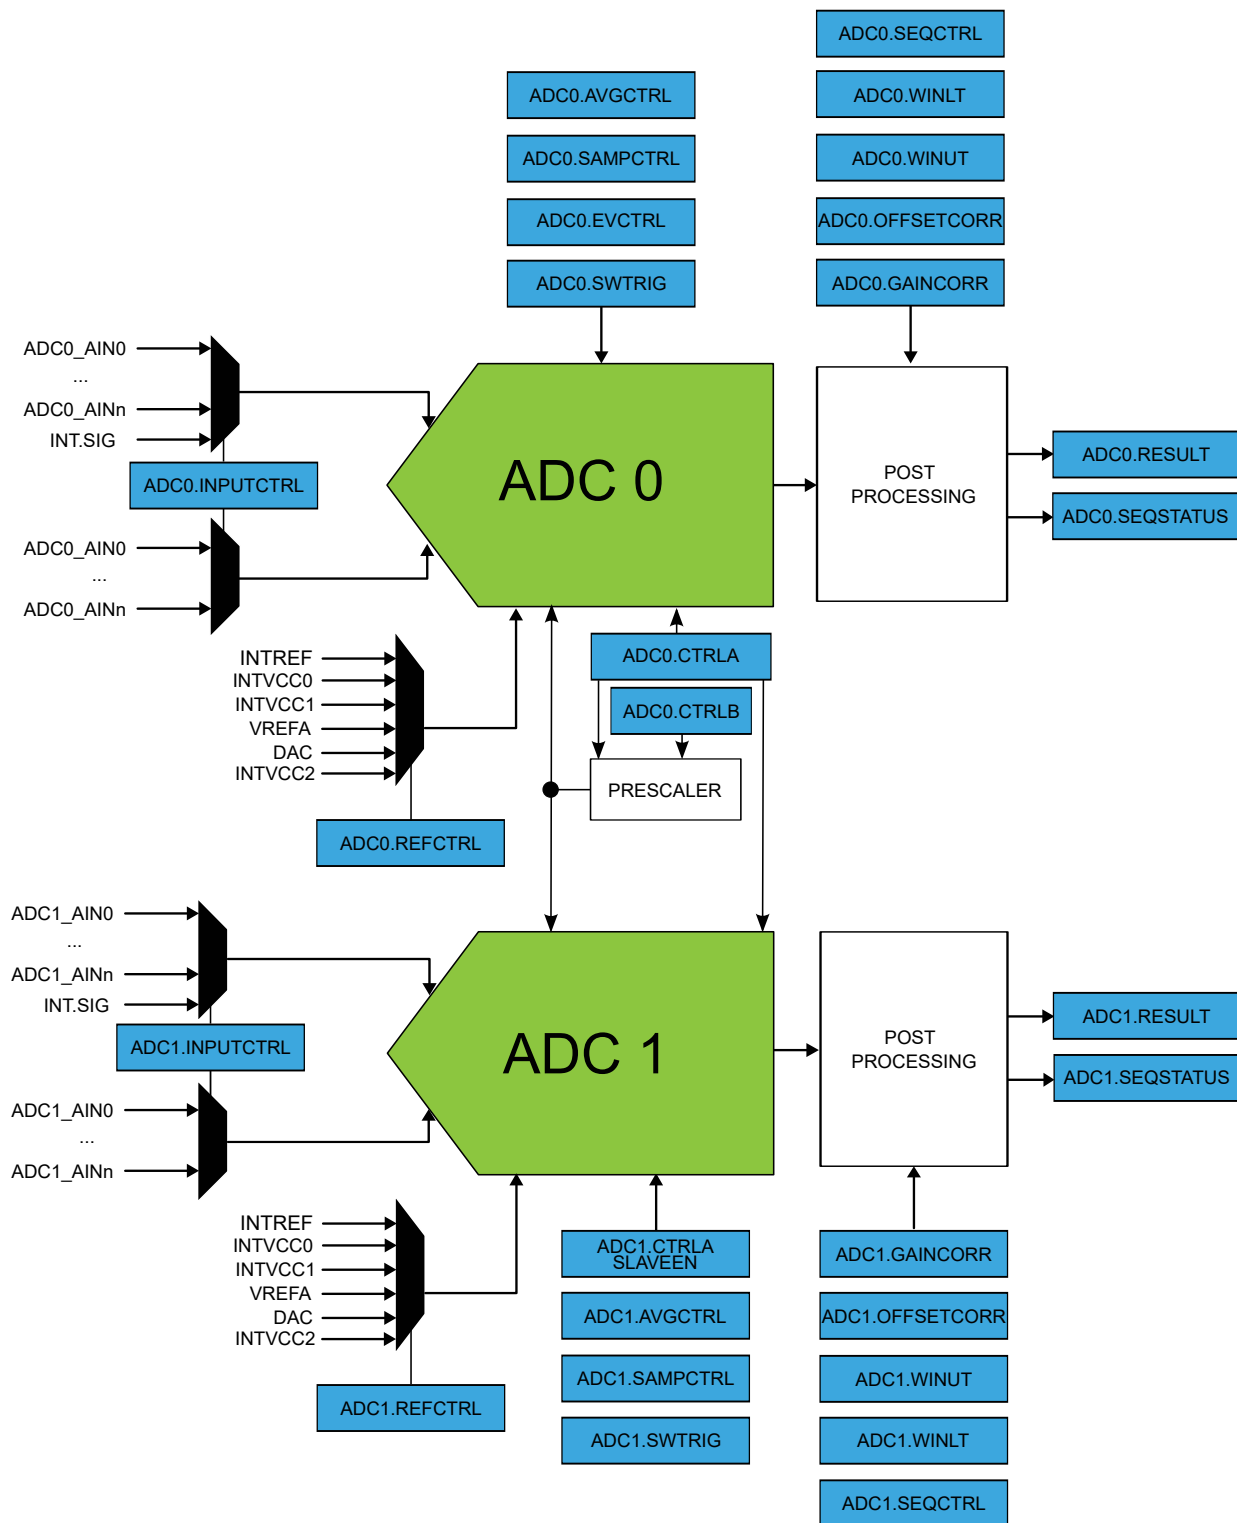 ADC0.SEQCTRL
ADC0.AVGCTRL
ADC0.WINLT
ADC0.SAMPCTRL
ADC0.WINUT
ADC0.EVCTRL
ADC0.OFFSETCORR
ADC0.SWTRIG
ADC0.GAINCORR
ADC0_AIN0
...
ADC0_AINn
INT.SIG
ADC0.INPUTCTRL
ADC0_AIN0
...
ADC0_AINn
ADC 0
POST
PROCESSING
ADC0.RESULT
ADC0.SEQSTATUS
INTREF
INTVCC0
INTVCC1
VREFA
DAC
INTVCC2
ADC0.REFCTRL
ADC0.CTRLA
ADC0.CTRLB
PRESCALER
ADC1_AIN0
...
ADC1_AINn
INT.SIG
ADC1.INPUTCTRL
ADC1_AIN0
...
ADC1_AINn
ADC 1
POST
PROCESSING
ADC1.RESULT
ADC1.SEQSTATUS
INTREF
INTVCC0
INTVCC1
VREFA
DAC
INTVCC2
ADC1.REFCTRL
ADC1.CTRLA
SLAVEEN
ADC1.AVGCTRL
ADC1.SAMPCTRL
ADC1.SWTRIG
ADC1.GAINCORR
ADC1.OFFSETCORR
ADC1.WINUT
ADC1.WINLT
ADC1.SEQCTRL